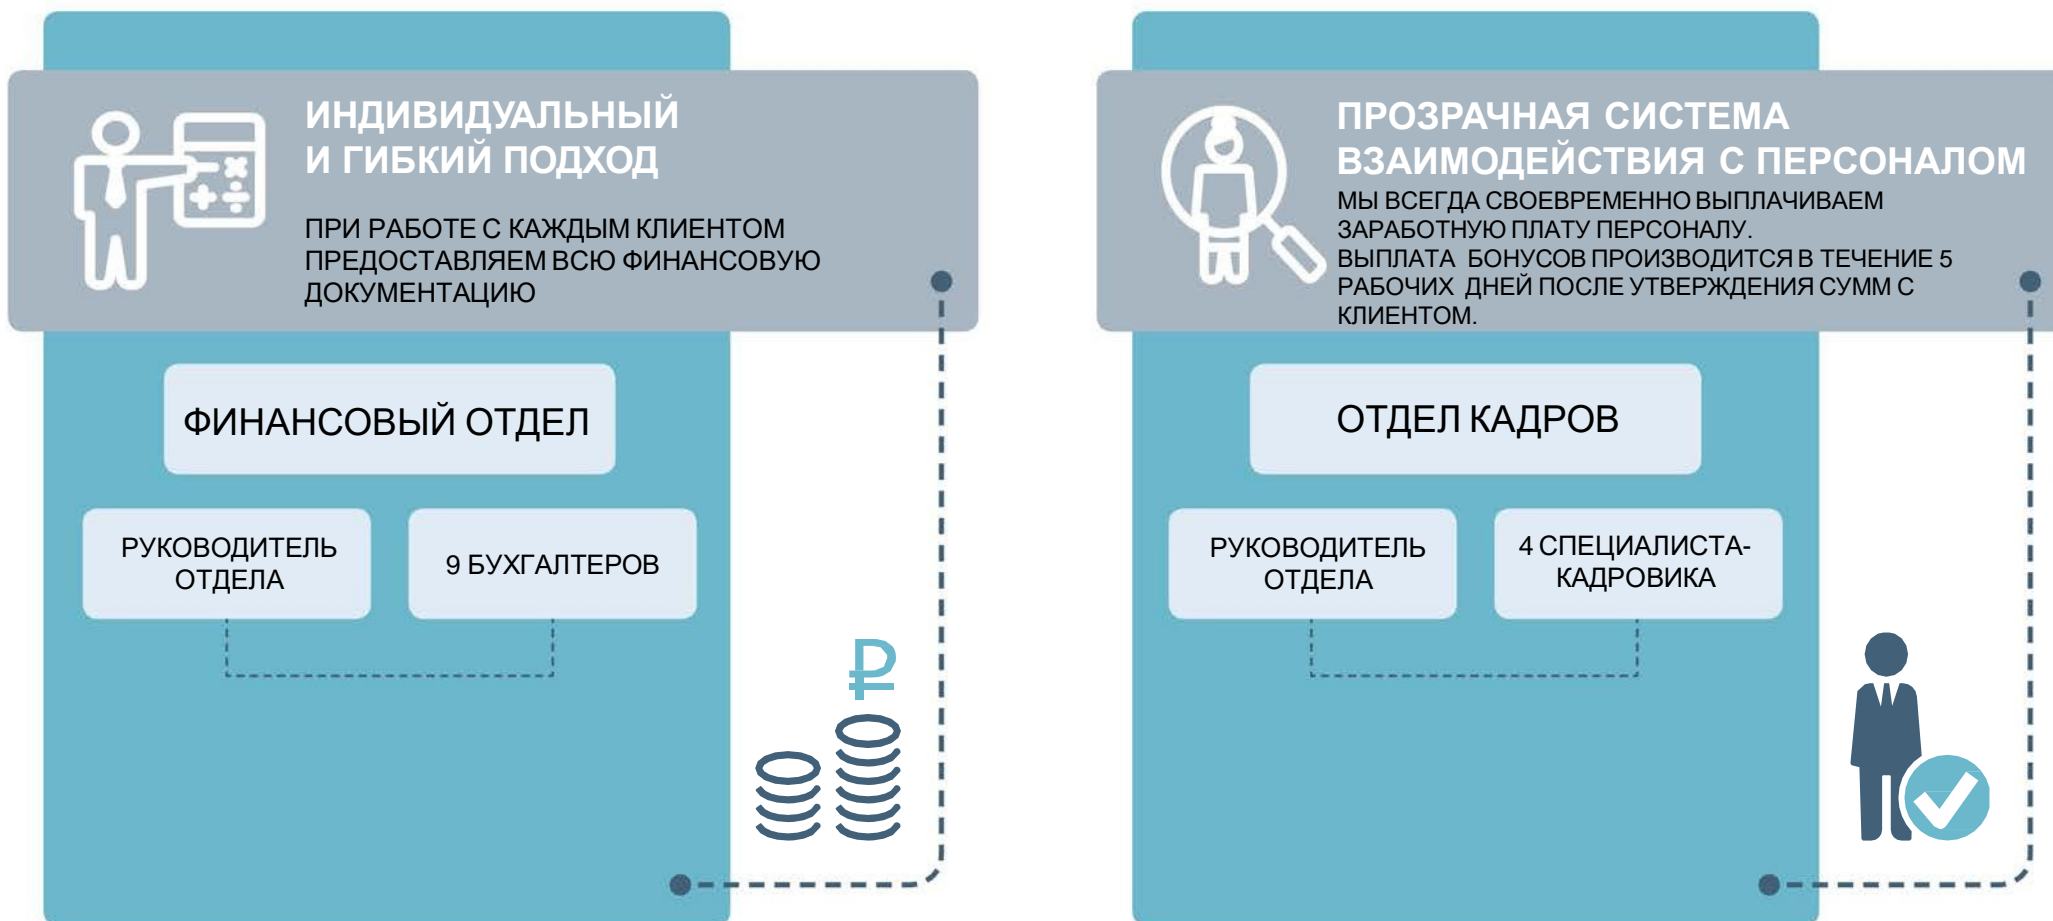 ИНДИВИДУАЛЬНЫЙ
И ГИБКИЙ ПОДХОД
ПРИ РАБОТЕ С КАЖДЫМ КЛИЕНТОМ
ПРЕДОСТАВЛЯЕМ ВСЮ ФИНАНСОВУЮ
ДОКУМЕНТАЦИЮ
ФИНАНСОВЫЙ ОТДЕЛ
РУКОВОДИТЕЛЬ
ОТДЕЛА
9 БУХГАЛТЕРОВ
₽
ПРОЗРАЧНАЯ СИСТЕМА
ВЗАИМОДЕЙСТВИЯ С ПЕРСОНАЛОМ
МЫ ВСЕГДА СВОЕВРЕМЕННО ВЫПЛАЧИВАЕМ
ЗАРАБОТНУЮ ПЛАТУ ПЕРСОНАЛУ.
ВЫПЛАТА БОНУСОВ ПРОИЗВОДИТСЯ В ТЕЧЕНИЕ 5
РАБОЧИХ ДНЕЙ ПОСЛЕ УТВЕРЖДЕНИЯ СУММ С
КЛИЕНТОМ.
ОТДЕЛ КАДРОВ
РУКОВОДИТЕЛЬ
ОТДЕЛА
4 СПЕЦИАЛИСТА-
КАДРОВИКА